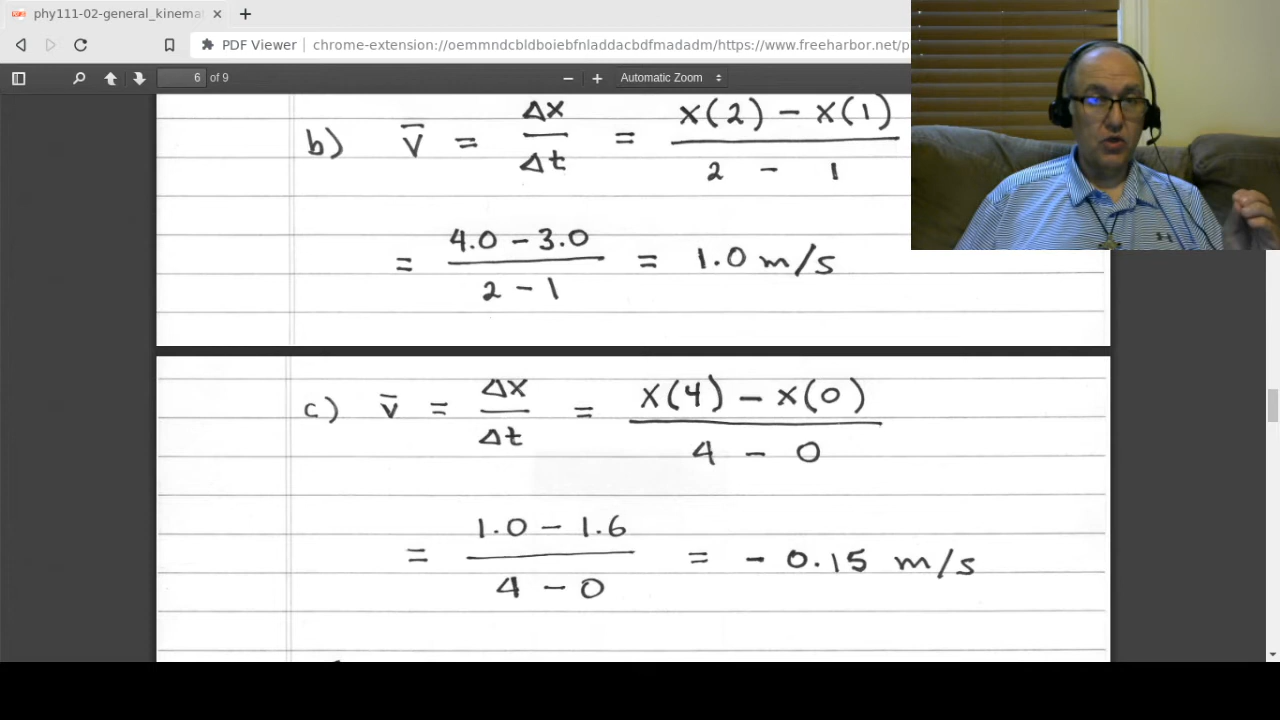 phy111-02-general_kinema
PDF Viewer
chrome-extension://oemmndcbldboiebfnladdacbdfmadadm/https://www.freeharbor.net/p
6 of 9
Automatic Zoom
b) v̄ = Δx/Δt = x(2) - x(1) / 2 - 1
= 4.0 - 3.0 / 2 - 1 = 1.0 m/s
c) v̄ = Δx/Δt = x(4) - x(0) / 4 - 0
= 1.0 - 1.6 / 4 - 0 = - 0.15 m/s